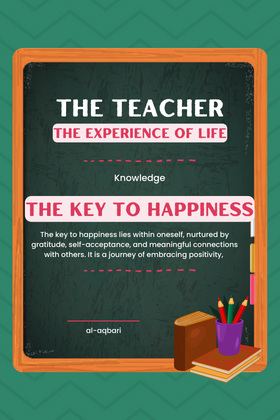 THE TEACHER
THE EXPERIENCE OF LIFE
Knowledge
THE KEY TO HAPPINESS
The key to happiness lies within oneself, nurtured by
gratitude, self-acceptance, and meaningful connections
with others. It is a journey of embracing positivity,
al-aqbari